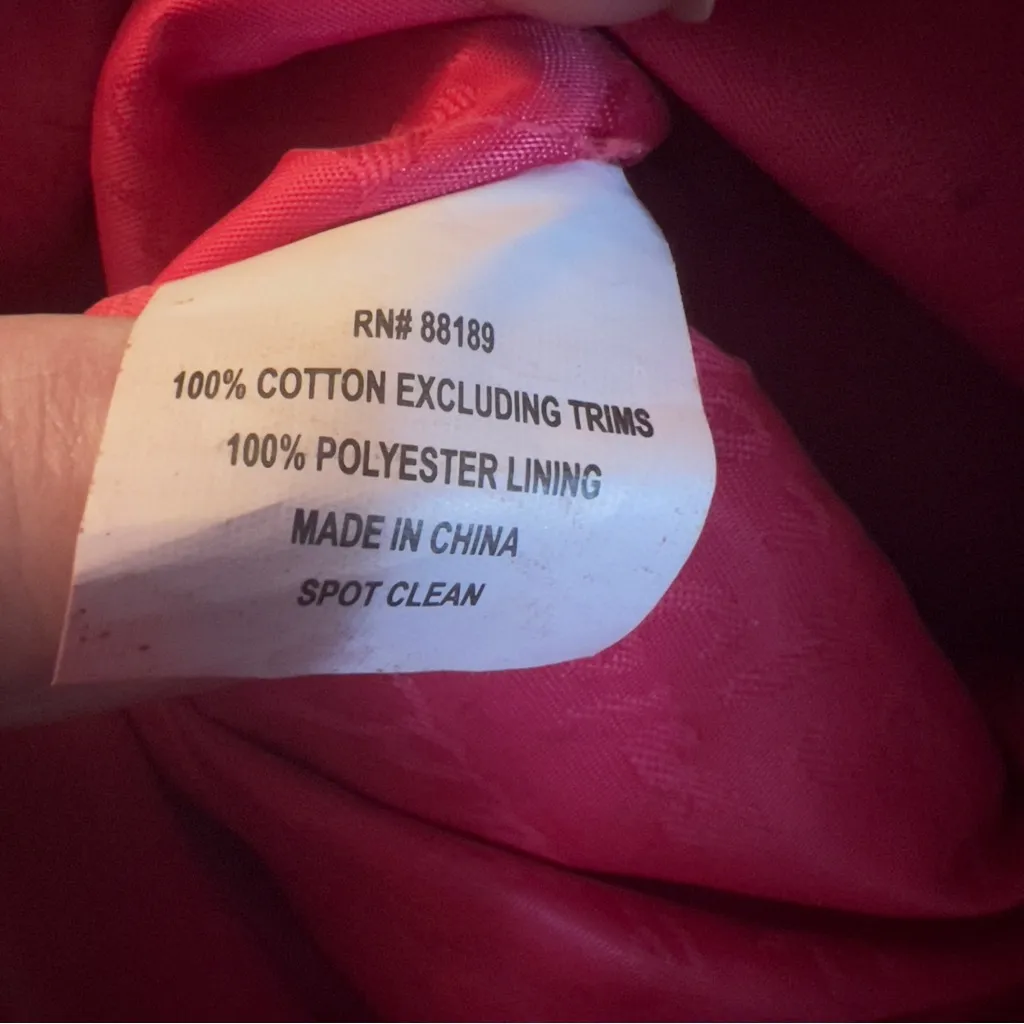 RN# 88189
100% COTTON EXCLUDING TRIMS
100% POLYESTER LINING
MADE IN CHINA
SPOT CLEAN